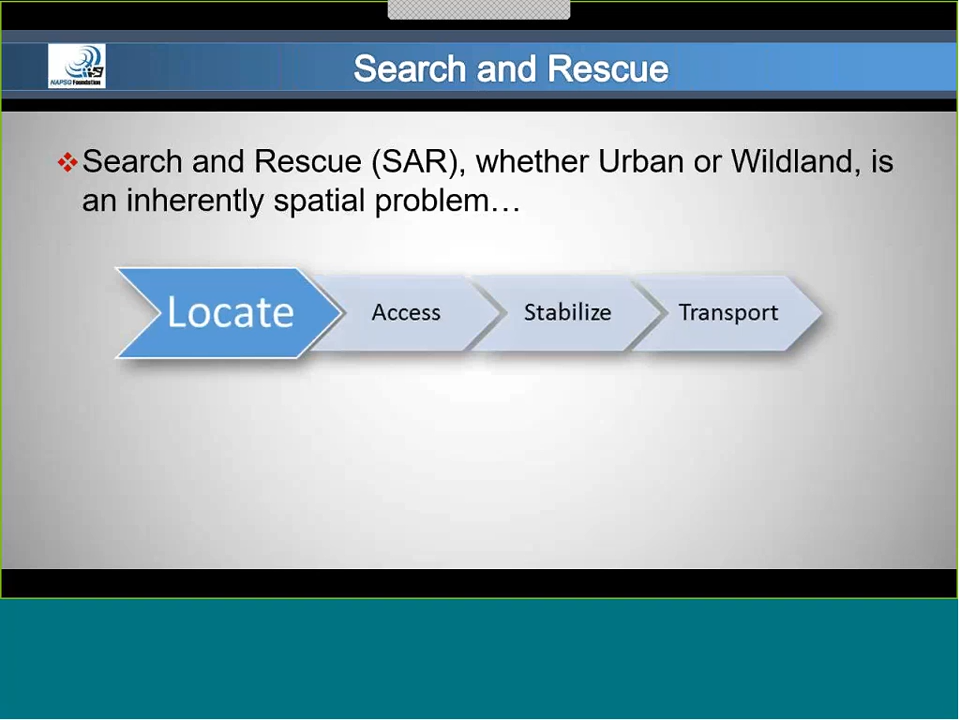 NAPSG Foundation
Search and Rescue
Search and Rescue (SAR), whether Urban or Wildland, is
an inherently spatial problem…
Locate
Access
Stabilize
Transport